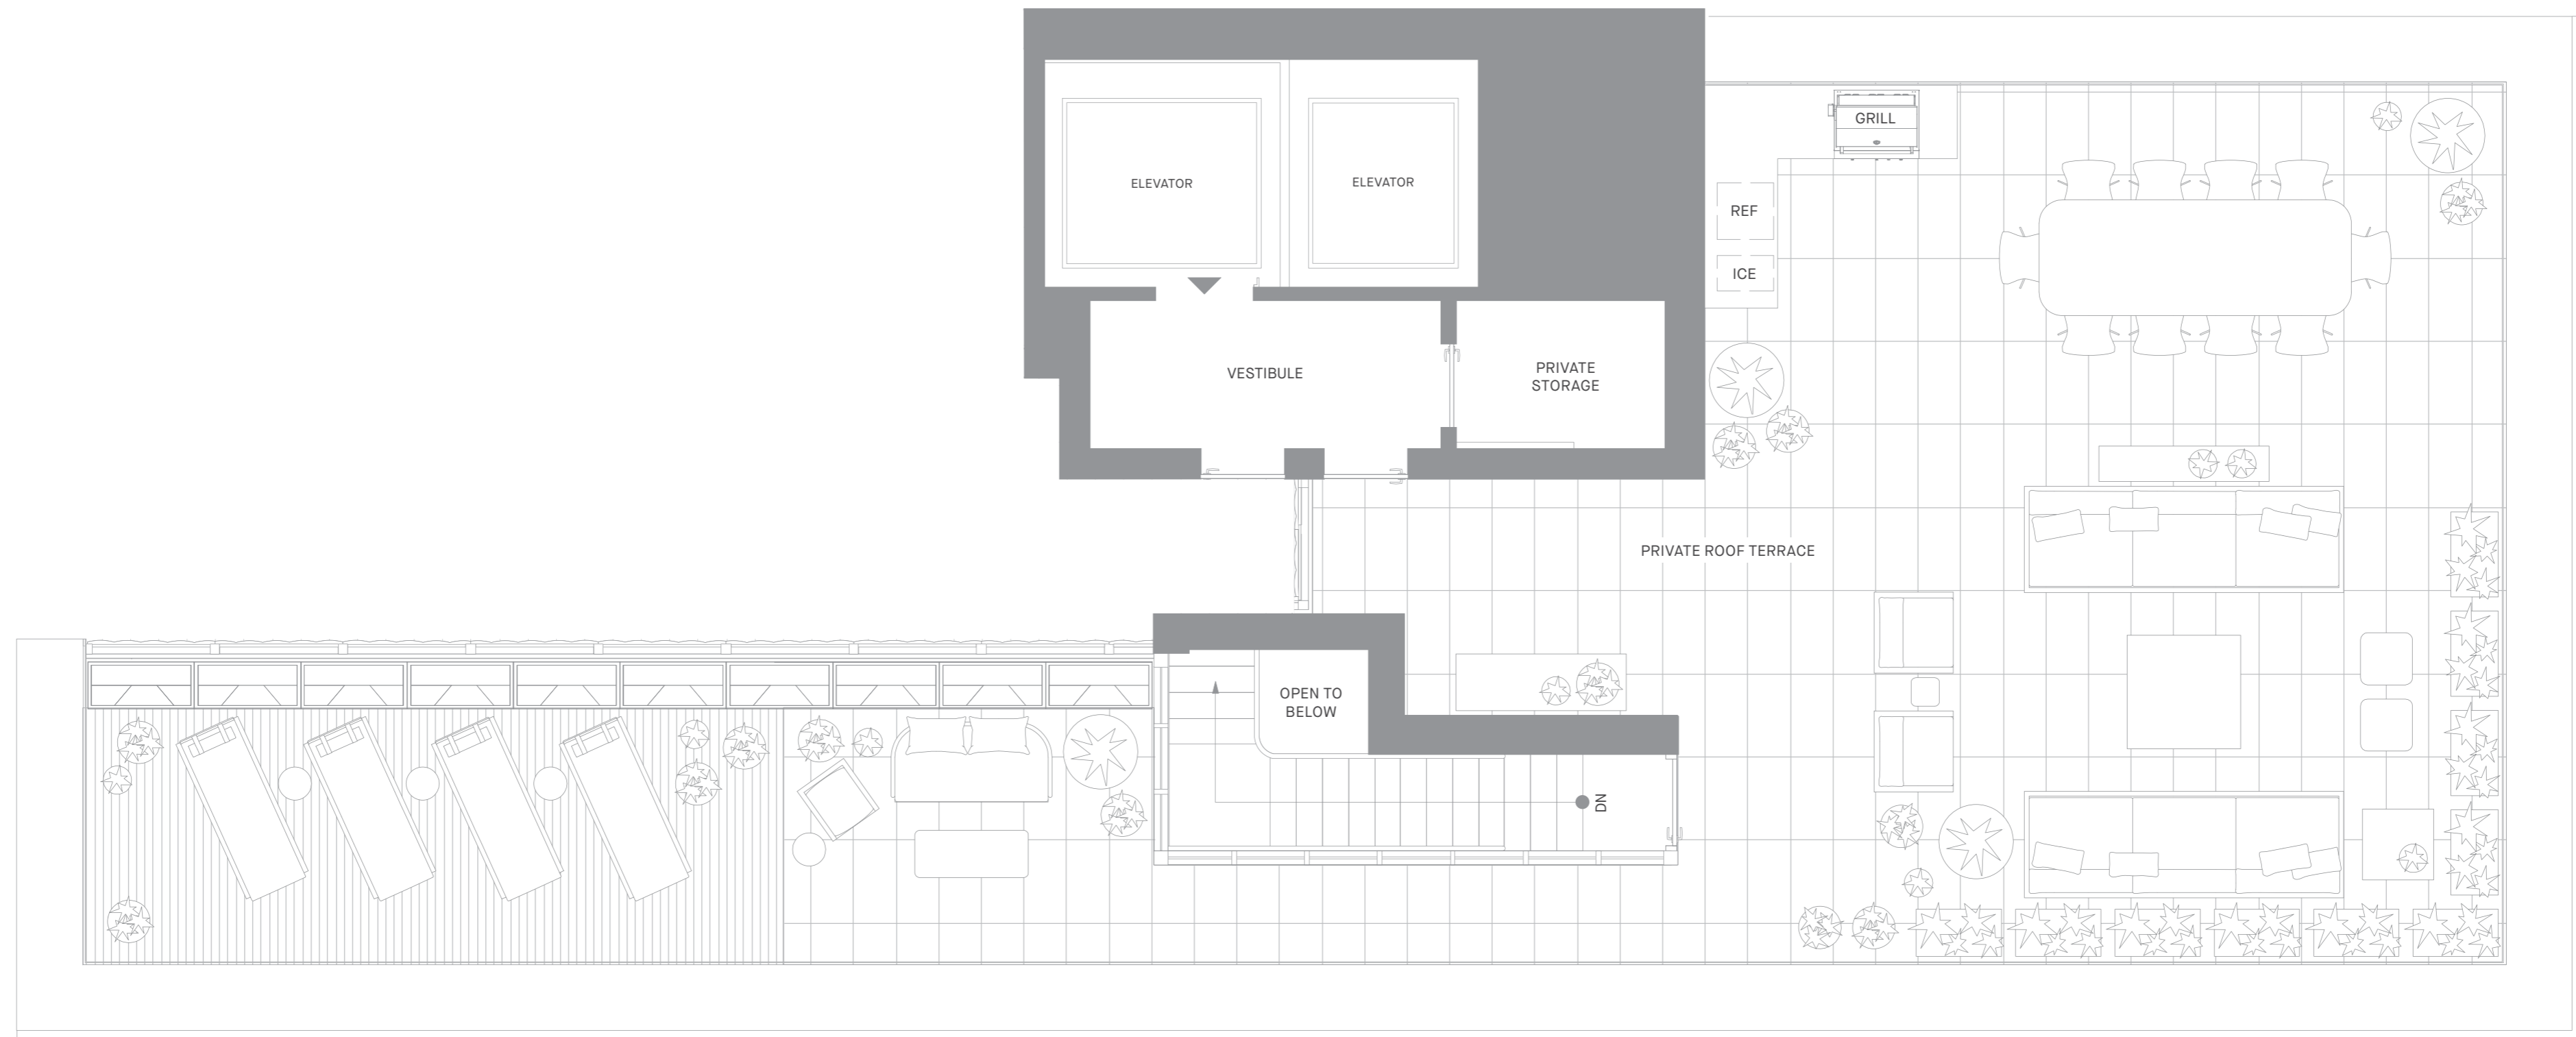 GRILL
ELEVATOR
ELEVATOR
REF
ICE
VESTIBULE
PRIVATE
STORAGE
PRIVATE ROOF TERRACE
OPEN TO
BELOW
DN